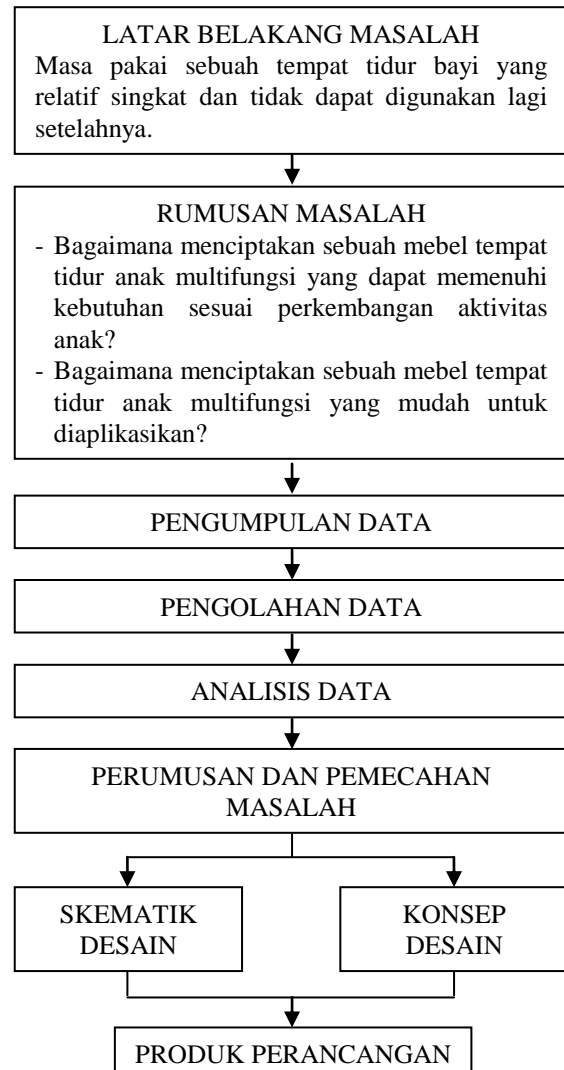 LATAR BELAKANG MASALAH
Masa pakai sebuah tempat tidur bayi yang
relatif singkat dan tidak dapat digunakan lagi
setelahnya.
RUMUSAN MASALAH
- Bagaimana menciptakan sebuah mebel tempat
tidur anak multifungsi yang dapat memenuhi
kebutuhan sesuai perkembangan aktivitas
anak?
- Bagaimana menciptakan sebuah mebel tempat
tidur anak multifungsi yang mudah untuk
diaplikasikan?
PENGUMPULAN DATA
PENGOLAHAN DATA
ANALISIS DATA
PERUMUSAN DAN PEMECAHAN
MASALAH
SKEMATIK
DESAIN
KONSEP
DESAIN
PRODUK PERANCANGAN